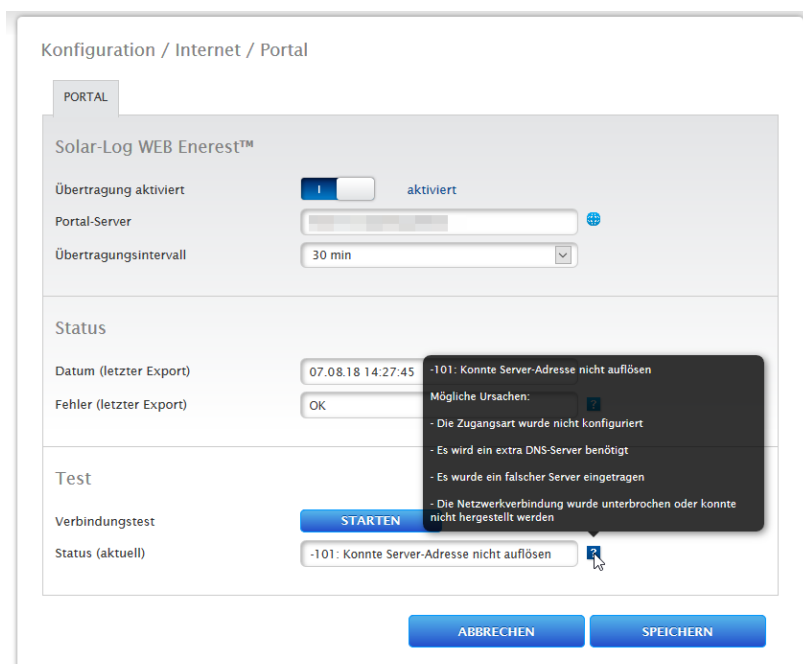 Konfiguration / Internet / Portal
PORTAL
Solar-Log WEB Enerest™
Übertragung aktiviert
I
aktiviert
Portal-Server
Übertragungsintervall
30 min
Status
Datum (letzter Export)
07.08.18 14:27:45
Fehler (letzter Export)
OK
?
-101: Konnte Server-Adresse nicht auflösen
Mögliche Ursachen:
- Die Zugangsart wurde nicht konfiguriert
- Es wird ein extra DNS-Server benötigt
- Es wurde ein falscher Server eingetragen
- Die Netzwerkverbindung wurde unterbrochen oder konnte
nicht hergestellt werden
Test
Verbindungstest
STARTEN
Status (aktuell)
-101: Konnte Server-Adresse nicht auflösen
?
ABBRECHEN
SPEICHERN